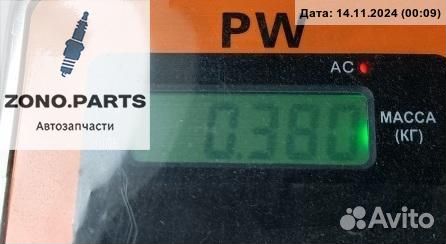 Дата: 14.11.2024 (00:09)
PW
AC
ZONO.PARTS
Автозапчасти
0.380
МАССА
(КГ)
Avito